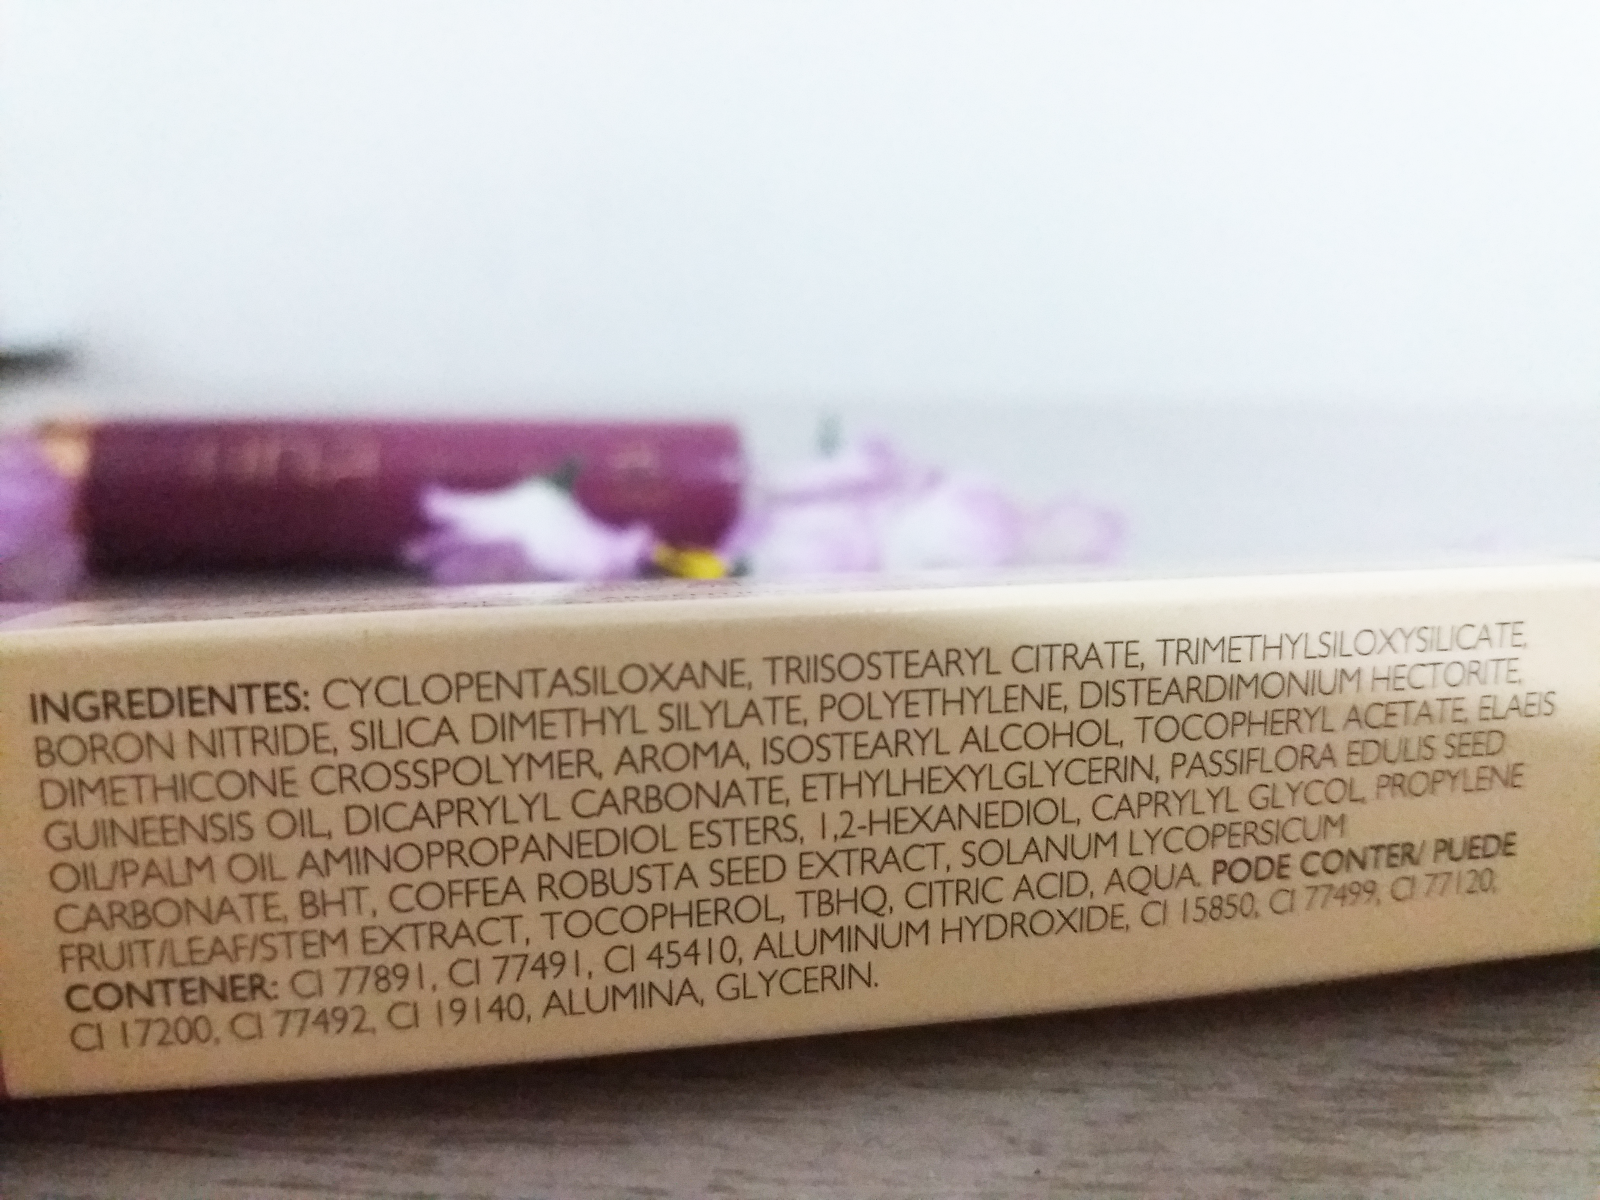 INGREDIENTES: CYCLOPENTASILOXANE, TRIISOSTEARYL CITRATE, TRIMETHYLSILOXYSILICATE,
BORON NITRIDE, SILICA DIMETHYL SILYLATE, POLYETHYLENE, DISTEARDIMONIUM HECTORITE,
DIMETHICONE CROSSPOLYMER, AROMA, ISOSTEARYL ALCOHOL, TOCOPHERYL ACETATE, ELAEIS
GUINEENSIS OIL, DICAPRYLYL CARBONATE, ETHYLHEXYLGLYCERIN, PASSIFLORA EDULIS SEED
OIL/PALM OIL AMINOPROPANEDIOL ESTERS, 1,2-HEXANEDIOL, CAPRYLYL GLYCOL, PROPYLENE
CARBONATE, BHT, COFFEA ROBUSTA SEED EXTRACT, SOLANUM LYCOPERSICUM
FRUIT/LEAF/STEM EXTRACT, TOCOPHEROL, TBHQ, CITRIC ACID, AQUA. PODE CONTER/ PUEDE
CONTENER: CI 77891, CI 77491, CI 45410, ALUMINUM HYDROXIDE, CI 15850, CI 77499, CI 77120,
CI 17200, CI 77492, CI 19140, ALUMINA, GLYCERIN.